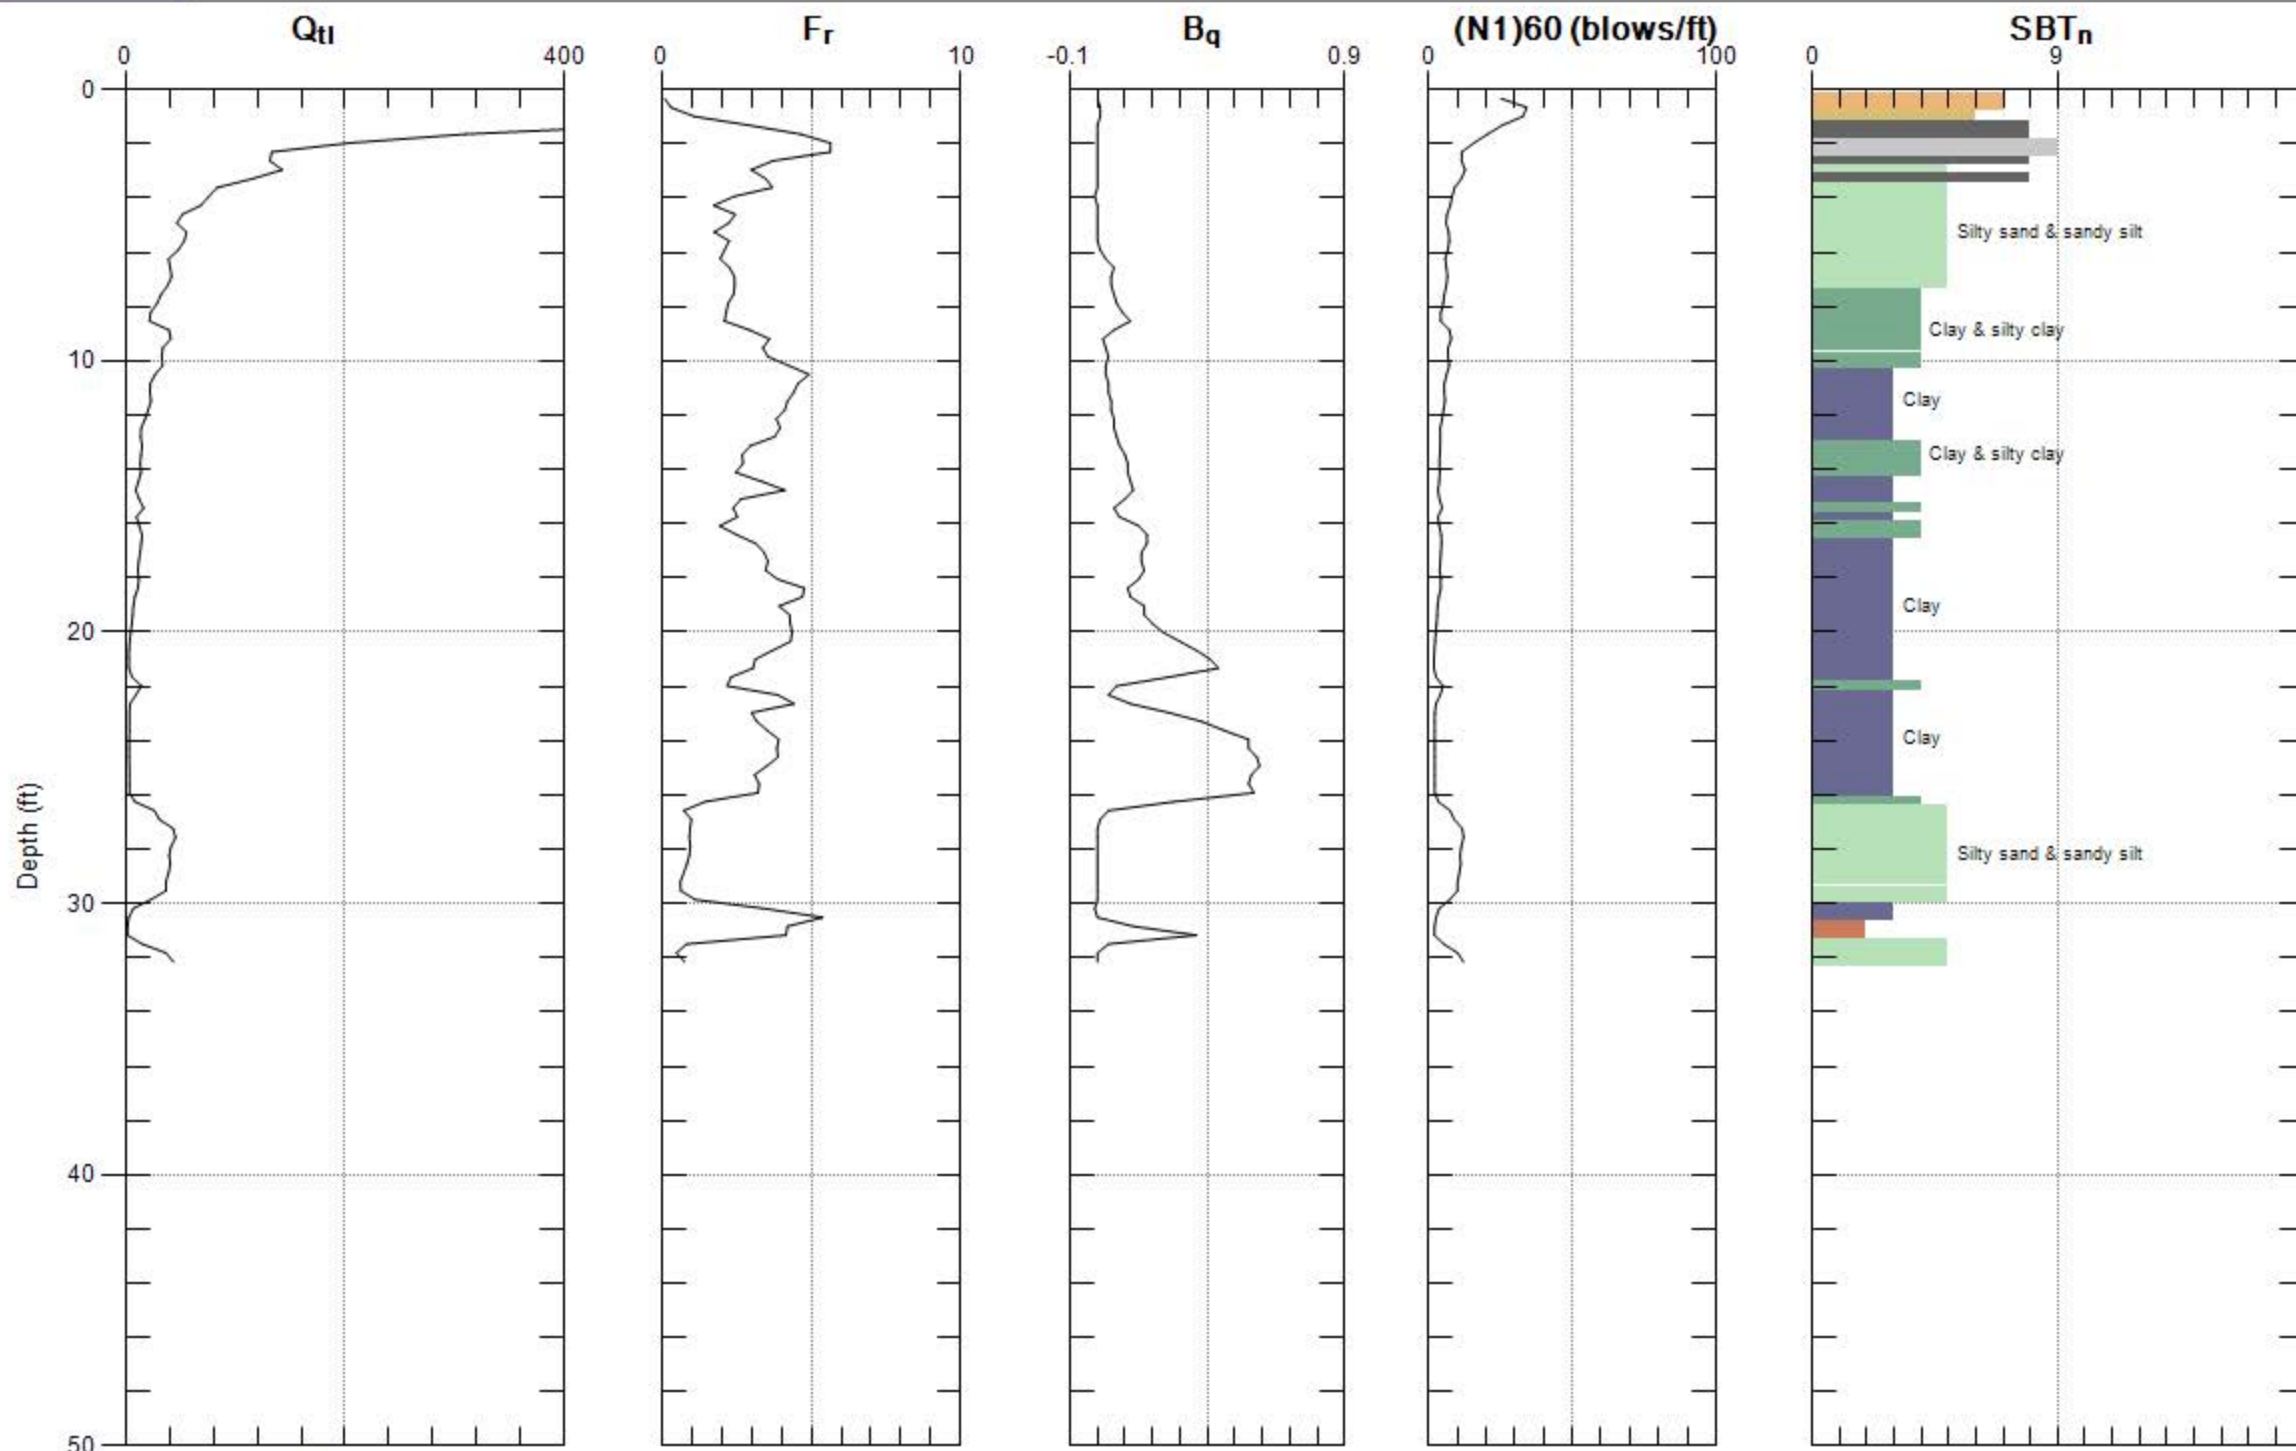 Qtl Fr Bq (N1)60 (blows/ft) SBTn
0 400 0 10 -0.1 0.9 0 100 0 9
0
Silty sand & sandy silt
Clay & silty clay
10
Clay
Clay & silty clay
Clay
20
Clay
Depth (ft)
Silty sand & sandy silt
30
40
50